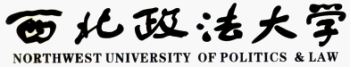 西北政法大学
NORTHWEST UNIVERSITY OF POLITICS & LAW